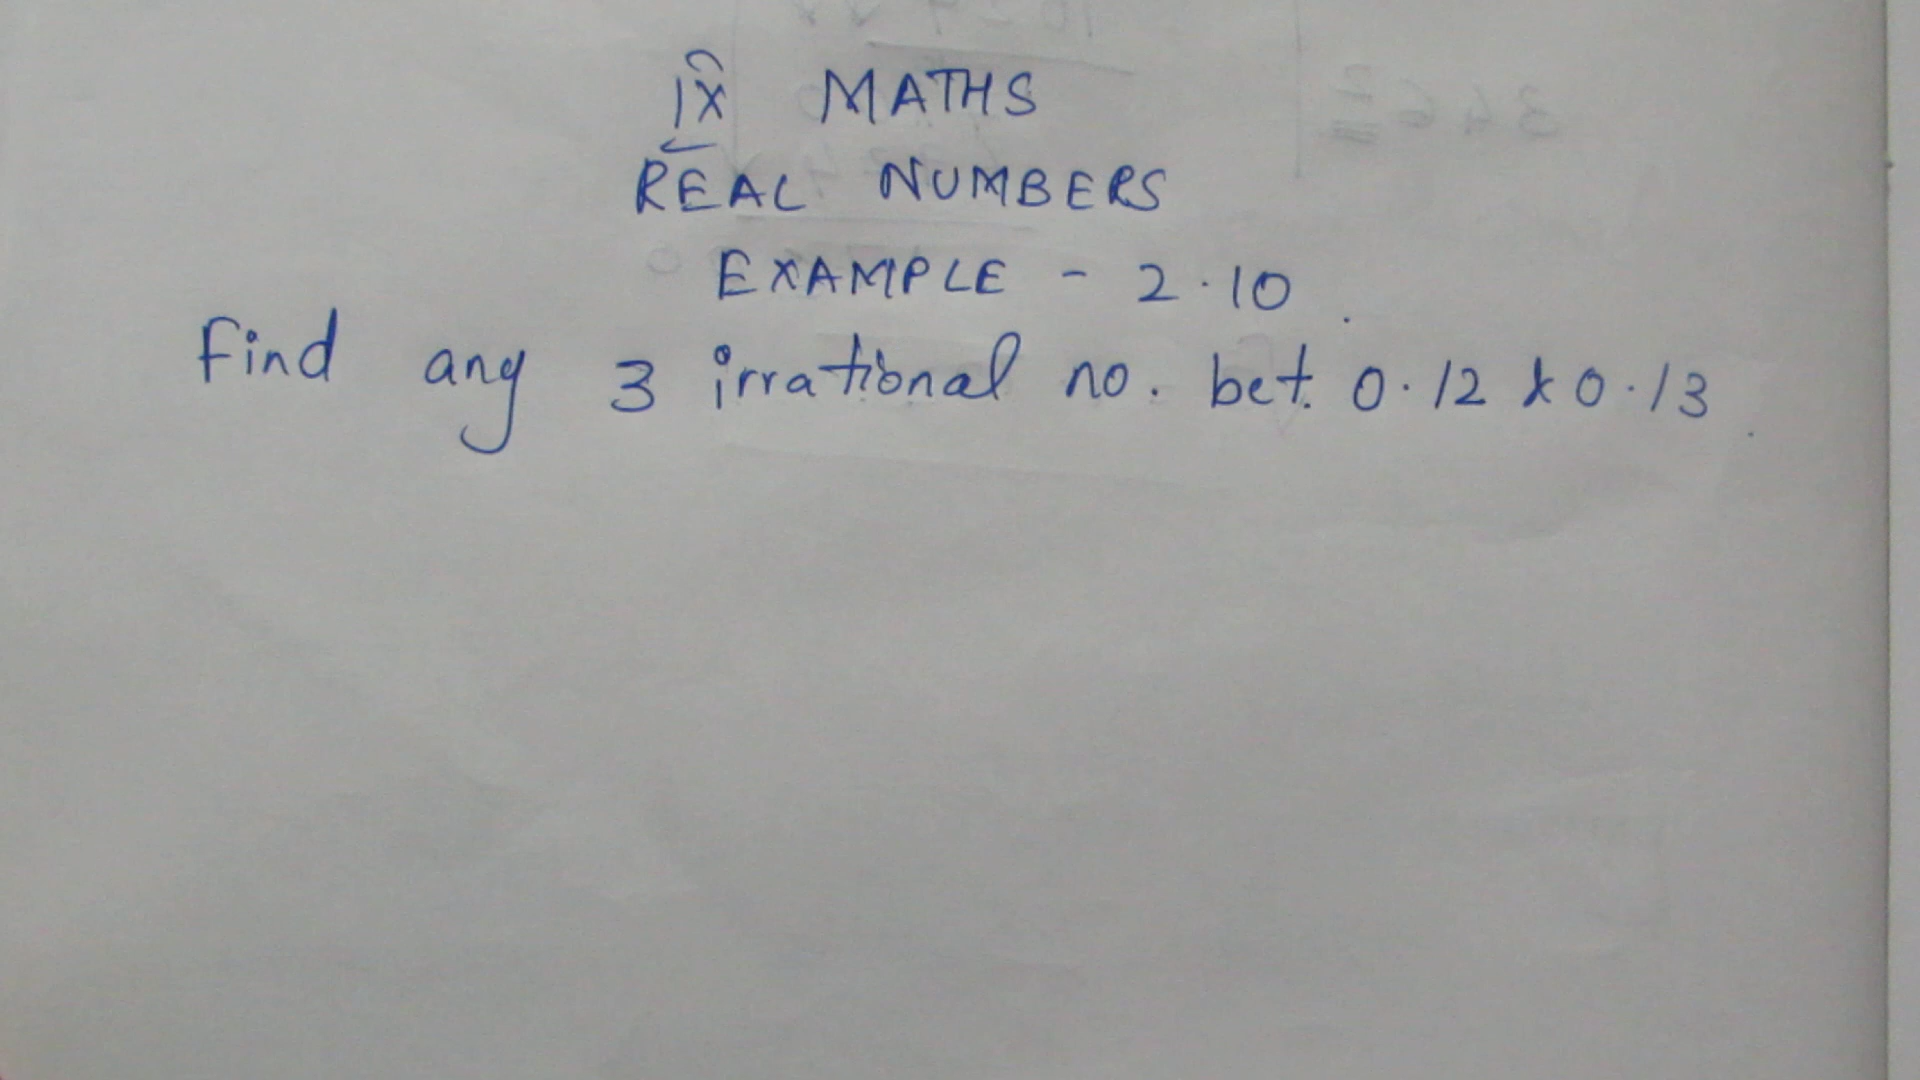 IX MATHS
REAL NUMBERS
EXAMPLE - 2.10.
Find any 3 irrational no. bet. 0.12 & 0.13.